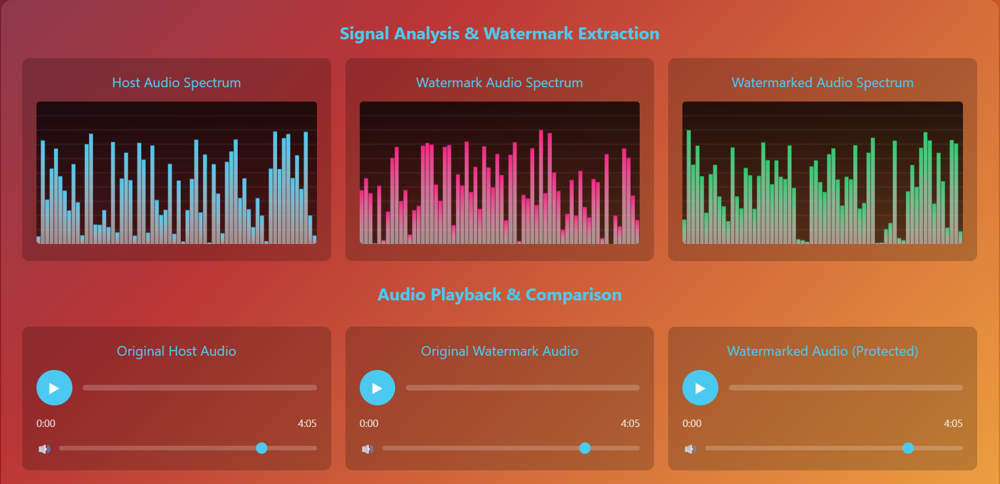 Signal Analysis & Watermark Extraction
Host Audio Spectrum
Watermark Audio Spectrum
Watermarked Audio Spectrum
Audio Playback & Comparison
Original Host Audio
Original Watermark Audio
Watermarked Audio (Protected)
0:00 4:05
0:00 4:05
0:00 4:05